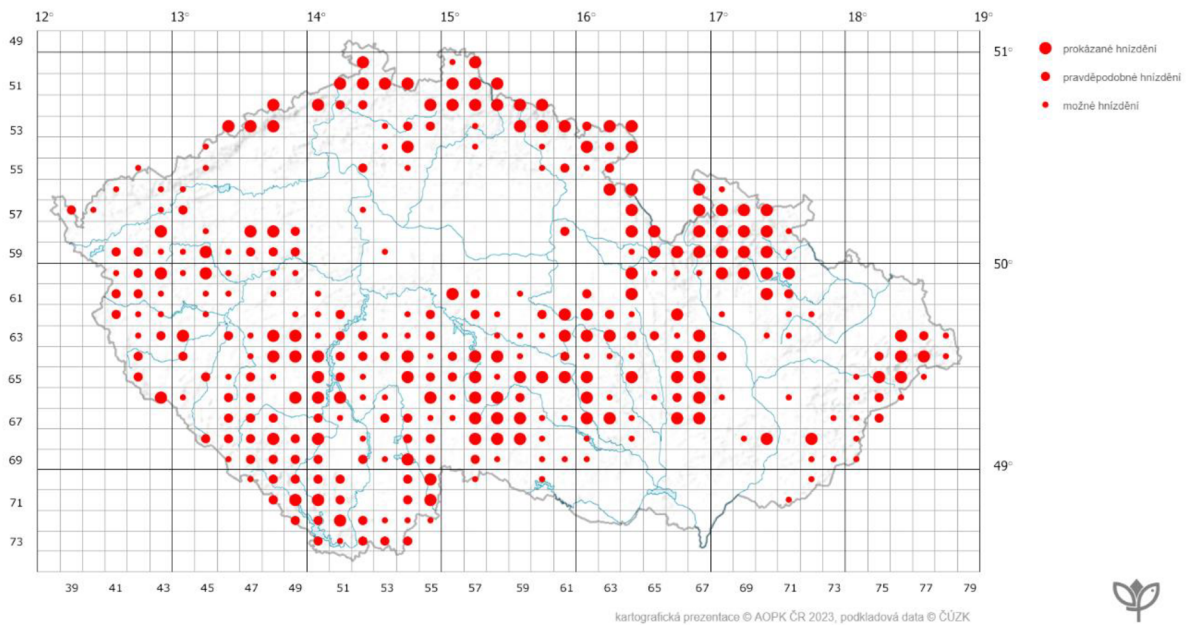 12° 13° 14° 15° 16° 17° 18° 19°
49
51°
prokázané hnízdění
51
pravděpodobné hnízdění
možné hnízdění
53
55
57
59
50°
61
63
65
67
69
49°
71
73
39 41 43 45 47 49 51 53 55 57 59 61 63 65 67 69 71 73 75 77 79
kartografická prezentace © AOPK ČR 2023, podkladová data © ČÚZK